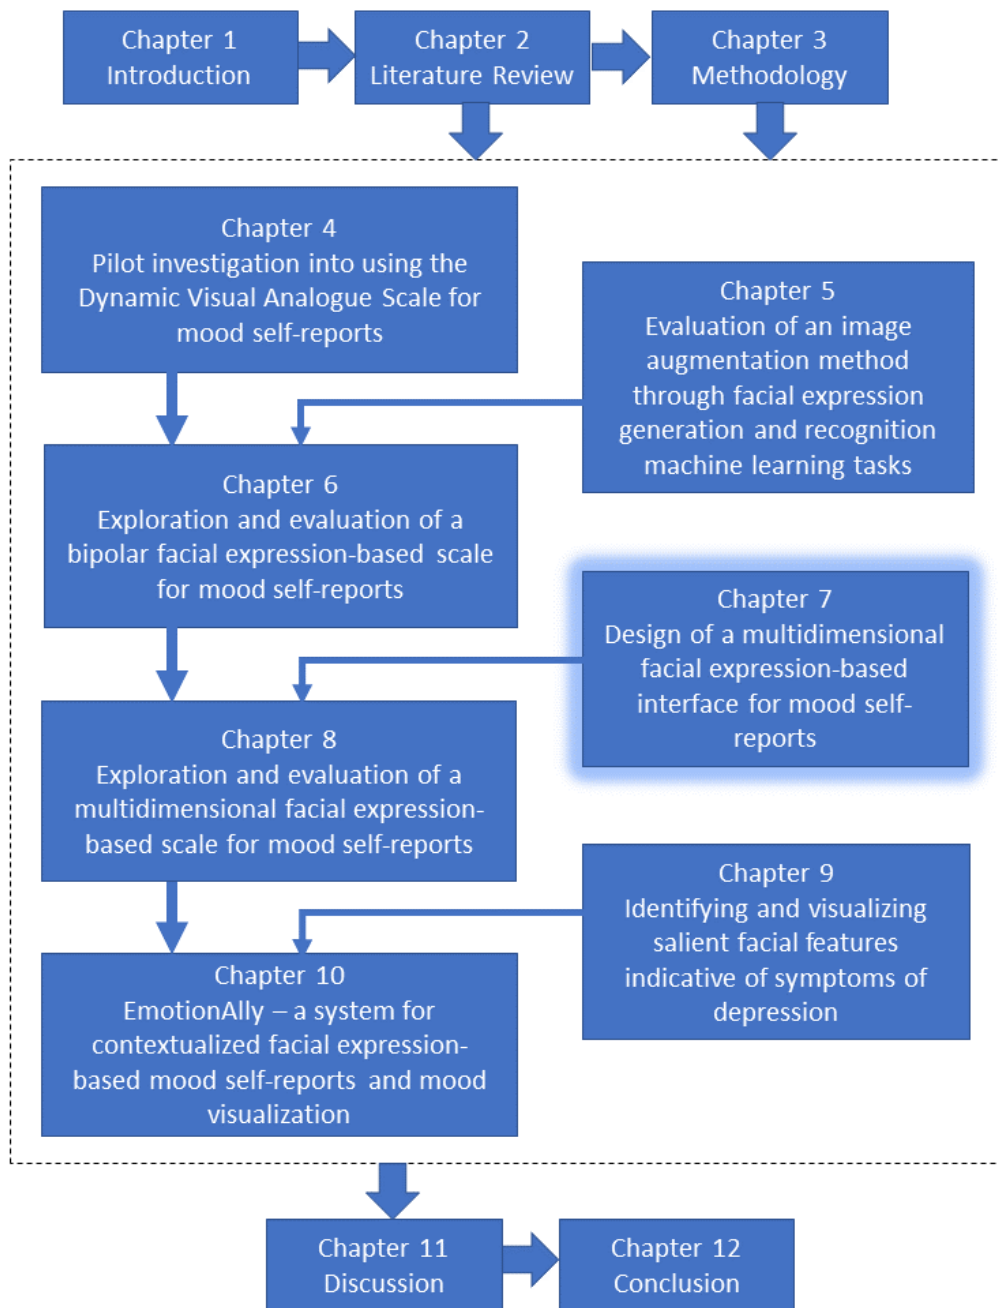 Chapter 1
Introduction
Chapter 2
Literature Review
Chapter 3
Methodology
Chapter 4
Pilot investigation into using the
Dynamic Visual Analogue Scale for
mood self-reports
Chapter 5
Evaluation of an image
augmentation method
through facial expression
generation and recognition
machine learning tasks
Chapter 6
Exploration and evaluation of a
bipolar facial expression-based scale
for mood self-reports
Chapter 7
Design of a multidimensional
facial expression-based
interface for mood self-
reports
Chapter 8
Exploration and evaluation of a
multidimensional facial expression-
based scale for mood self-reports
Chapter 9
Identifying and visualizing
salient facial features
indicative of symptoms of
depression
Chapter 10
EmotionAlly – a system for
contextualized facial expression-
based mood self-reports and mood
visualization
Chapter 11
Discussion
Chapter 12
Conclusion